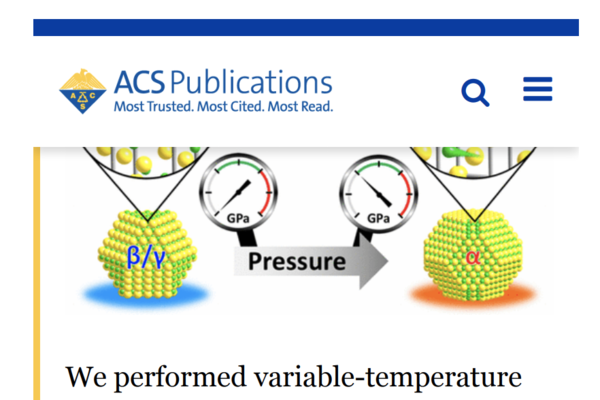 ACS Publications
Most Trusted. Most Cited. Most Read.
A C S
GPa
GPa
β/γ
Pressure
α
We performed variable-temperature